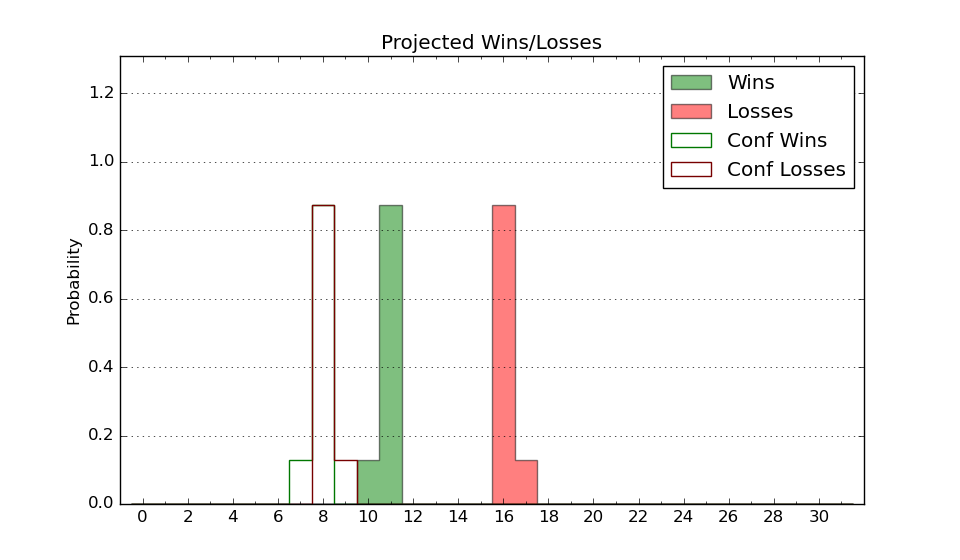 Projected Wins/Losses
Wins
Losses
Conf Wins
Conf Losses
Probability
1.2
1.0
0.8
0.6
0.4
0.2
0.0
0 2 4 6 8 10 12 14 16 18 20 22 24 26 28 30